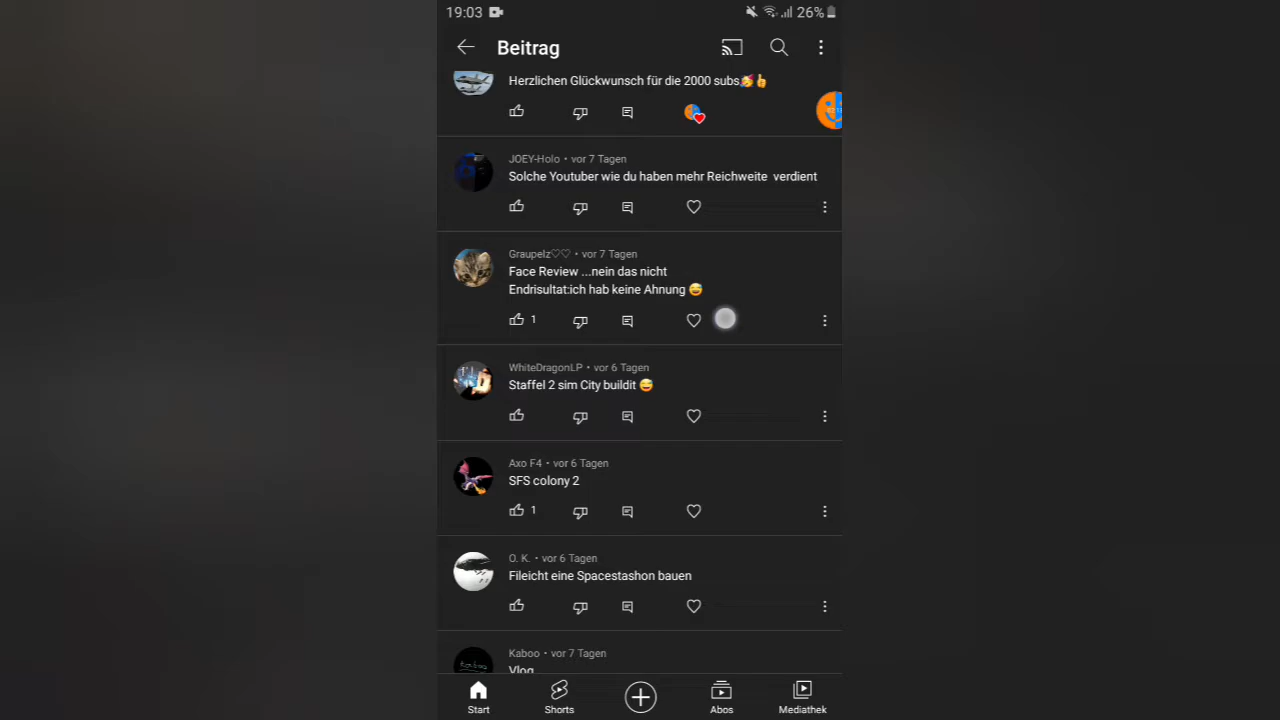 19:03
26%
Beitrag
Herzlichen Glückwunsch für die 2000 subs🥳👍
JOEY-Holo • vor 7 Tagen
Solche Youtuber wie du haben mehr Reichweite verdient
Graupelz♡♡ • vor 7 Tagen
Face Review ...nein das nicht
Endrisultat:ich hab keine Ahnung 😅
1
WhiteDragonLP • vor 6 Tagen
Staffel 2 sim City buildit 😅
Axo F4 • vor 6 Tagen
SFS colony 2
1
O. K. • vor 6 Tagen
Fileicht eine Spacestashon bauen
Kaboo • vor 7 Tagen
Vlog
Start
Shorts
Abos
Mediathek